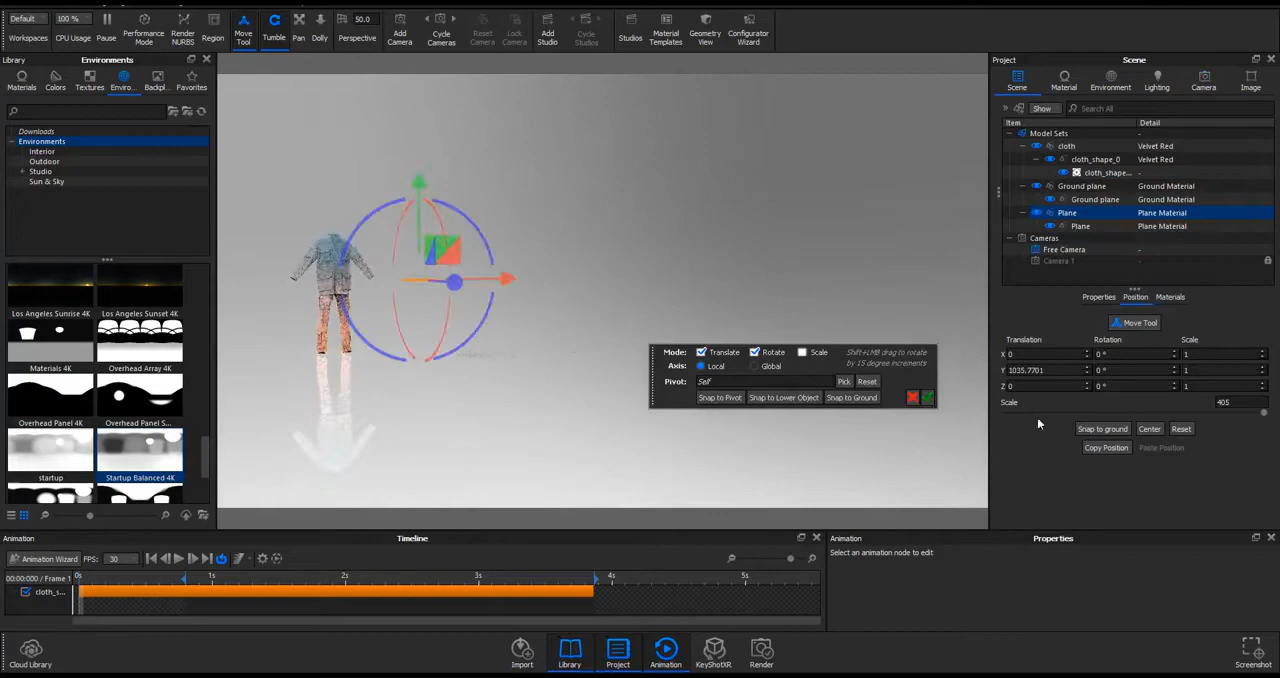 Default 100 % 50.0
Workspaces CPU Usage Pause Performance Mode Render NURBS Region Move Tool Tumble Pan Dolly Perspective Add Camera Cycle Cameras Reset Camera Lock Camera Add Studio Cycle Studios Studios Material Templates Geometry View Configurator Wizard
Library Environments
Materials Colors Textures Enviro... Backpl... Favorites
Downloads
Environments
Interior
Outdoor
Studio
Sun & Sky
Los Angeles Sunrise 4K Los Angeles Sunset 4K
Materials 4K Overhead Array 4K
Overhead Panel 4K Overhead Panel S...
startup Startup Balanced 4K
Mode: Translate Rotate Scale Shift+LMB drag to rotate by 15 degree increments
Axis: Local Global
Pivot: Self Pick Reset
Snap to Pivot Snap to Lower Object Snap to Ground
Project Scene
Scene Material Environment Lighting Camera Image
Show Search All
Item Detail
Model Sets -
cloth Velvet Red
cloth_shape_0 Velvet Red
cloth_shape... -
Ground plane Ground Material
Ground plane Ground Material
Plane Plane Material
Plane Plane Material
Cameras -
Free Camera -
Camera 1 -
Properties Position Materials
Move Tool
Translation Rotation Scale
X 0 0 ° 1
Y 1035.7701 0 ° 1
Z 0 0 ° 1
Scale 405
Snap to ground Center Reset
Copy Position Paste Position
Animation Timeline
Animation Wizard FPS: 30
00:00:000 / Frame 1 0s 1s 2s 3s 4s 5s
cloth_s...
Animation Properties
Select an animation node to edit
Cloud Library Import Library Project Animation KeyShotXR Render Screenshot